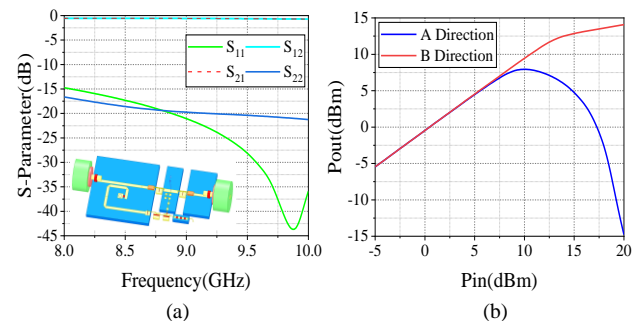 0
-5
-10
-15
-20
-25
-30
-35
-40
-45
S-Parameter(dB)
S11 S12
S21 S22
8.0 8.5 9.0 9.5 10.0
Frequency(GHz)
(a)
15
10
5
0
-5
-10
-15
Pout(dBm)
A Direction
B Direction
-5 0 5 10 15 20
Pin(dBm)
(b)